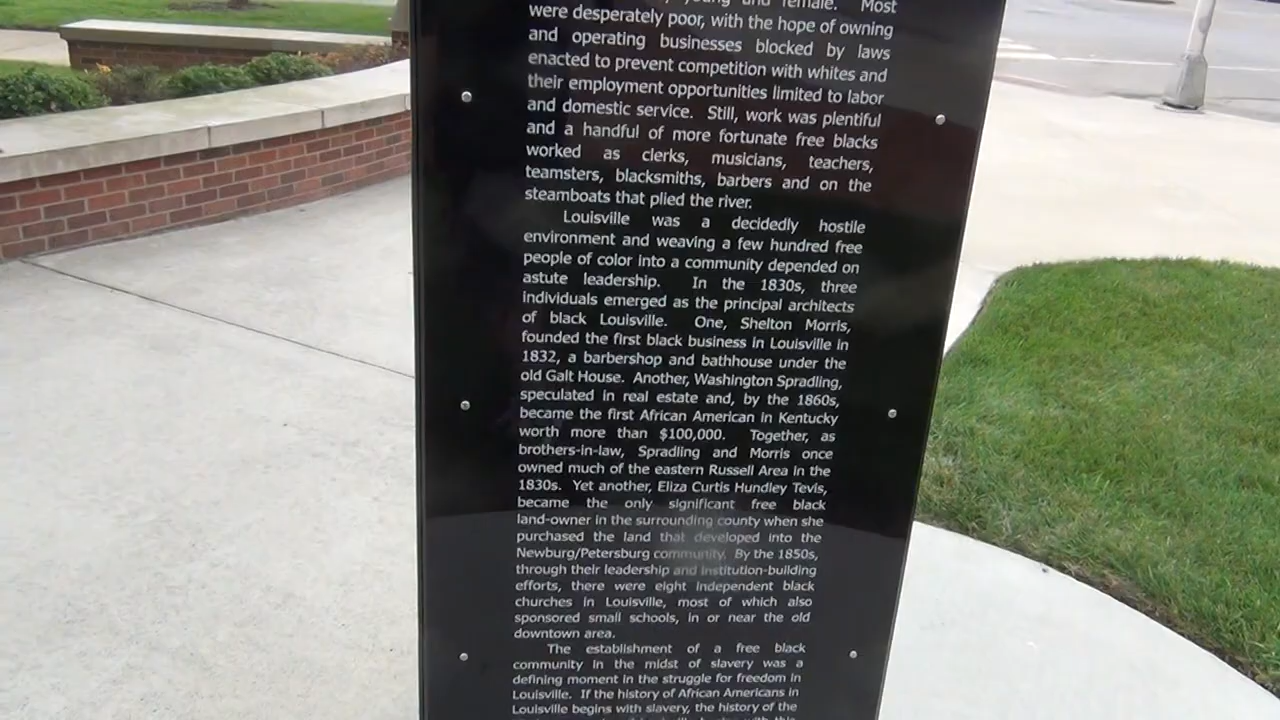 young and female. Most
were desperately poor, with the hope of owning
and operating businesses blocked by laws
enacted to prevent competition with whites and
their employment opportunities limited to labor
and domestic service. Still, work was plentiful
and a handful of more fortunate free blacks
worked as clerks, musicians, teachers,
teamsters, blacksmiths, barbers and on the
steamboats that plied the river.
Louisville was a decidedly hostile
environment and weaving a few hundred free
people of color into a community depended on
astute leadership. In the 1830s, three
individuals emerged as the principal architects
of black Louisville. One, Shelton Morris,
founded the first black business in Louisville in
1832, a barbershop and bathhouse under the
old Galt House. Another, Washington Spradling,
speculated in real estate and, by the 1860s,
became the first African American in Kentucky
worth more than $100,000. Together, as
brothers-in-law, Spradling and Morris once
owned much of the eastern Russell Area in the
1830s. Yet another, Eliza Curtis Hundley Tevis,
became the only significant free black
land-owner in the surrounding county when she
purchased the land that developed into the
Newburg/Petersburg community. By the 1850s,
through their leadership and institution-building
efforts, there were eight independent black
churches in Louisville, most of which also
sponsored small schools, in or near the old
downtown area.
The establishment of a free black
community in the midst of slavery was a
defining moment in the struggle for freedom in
Louisville. If the history of African Americans in
Louisville begins with slavery, the history of the